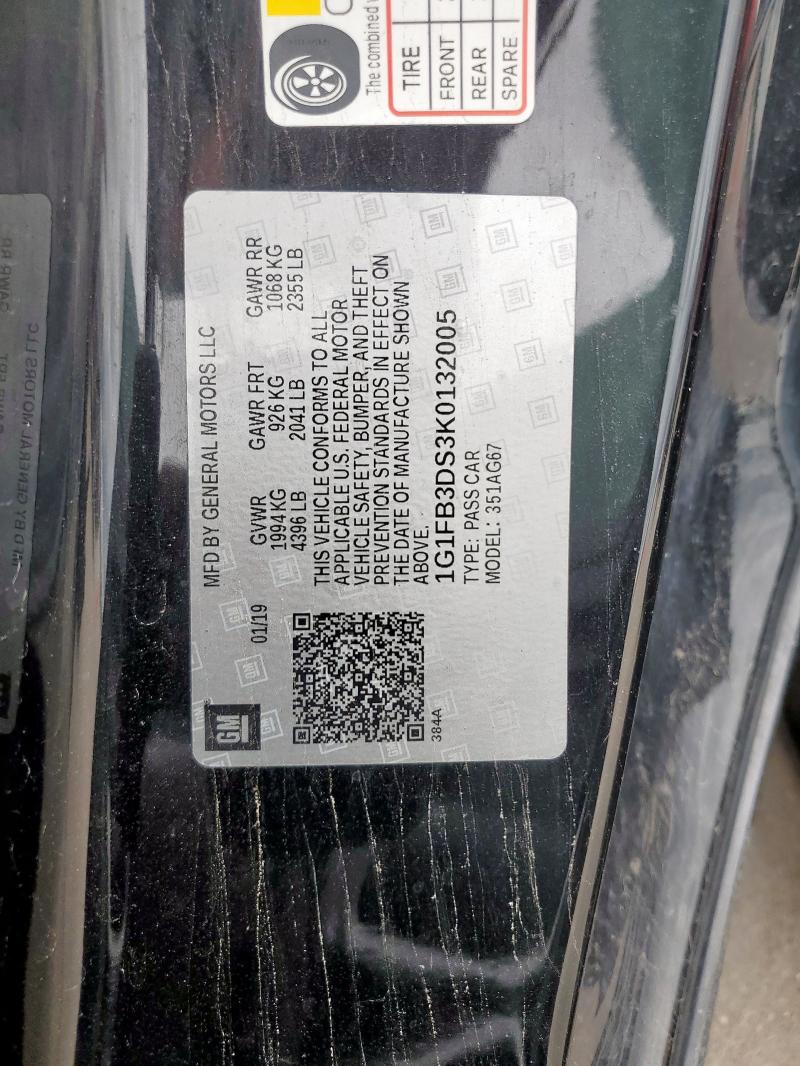 MFD BY GENERAL MOTORS LLC
01/19
GVWR GAWR FRT GAWR RR
1994 KG 926 KG 1068 KG
4396 LB 2041 LB 2355 LB
THIS VEHICLE CONFORMS TO ALL
APPLICABLE U.S. FEDERAL MOTOR
VEHICLE SAFETY, BUMPER, AND THEFT
PREVENTION STANDARDS IN EFFECT ON
THE DATE OF MANUFACTURE SHOWN
ABOVE.
1G1FB3DS3K0132005
TYPE: PASS CAR
MODEL: 351AG67
GM
384A
The combined
TIRE
FRONT
REAR
SPARE